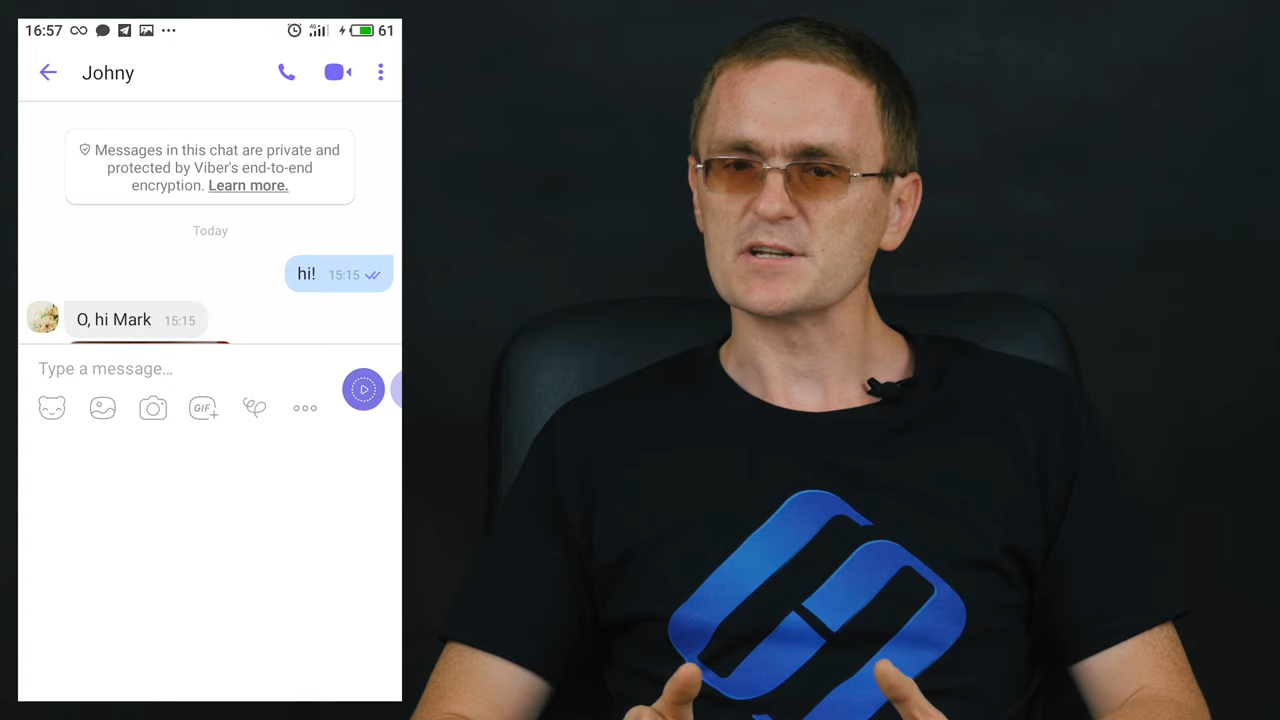 16:57
4G
61
Johny
Messages in this chat are private and
protected by Viber's end-to-end
encryption. Learn more.
Today
hi! 15:15
O, hi Mark 15:15
Type a message...
GIF